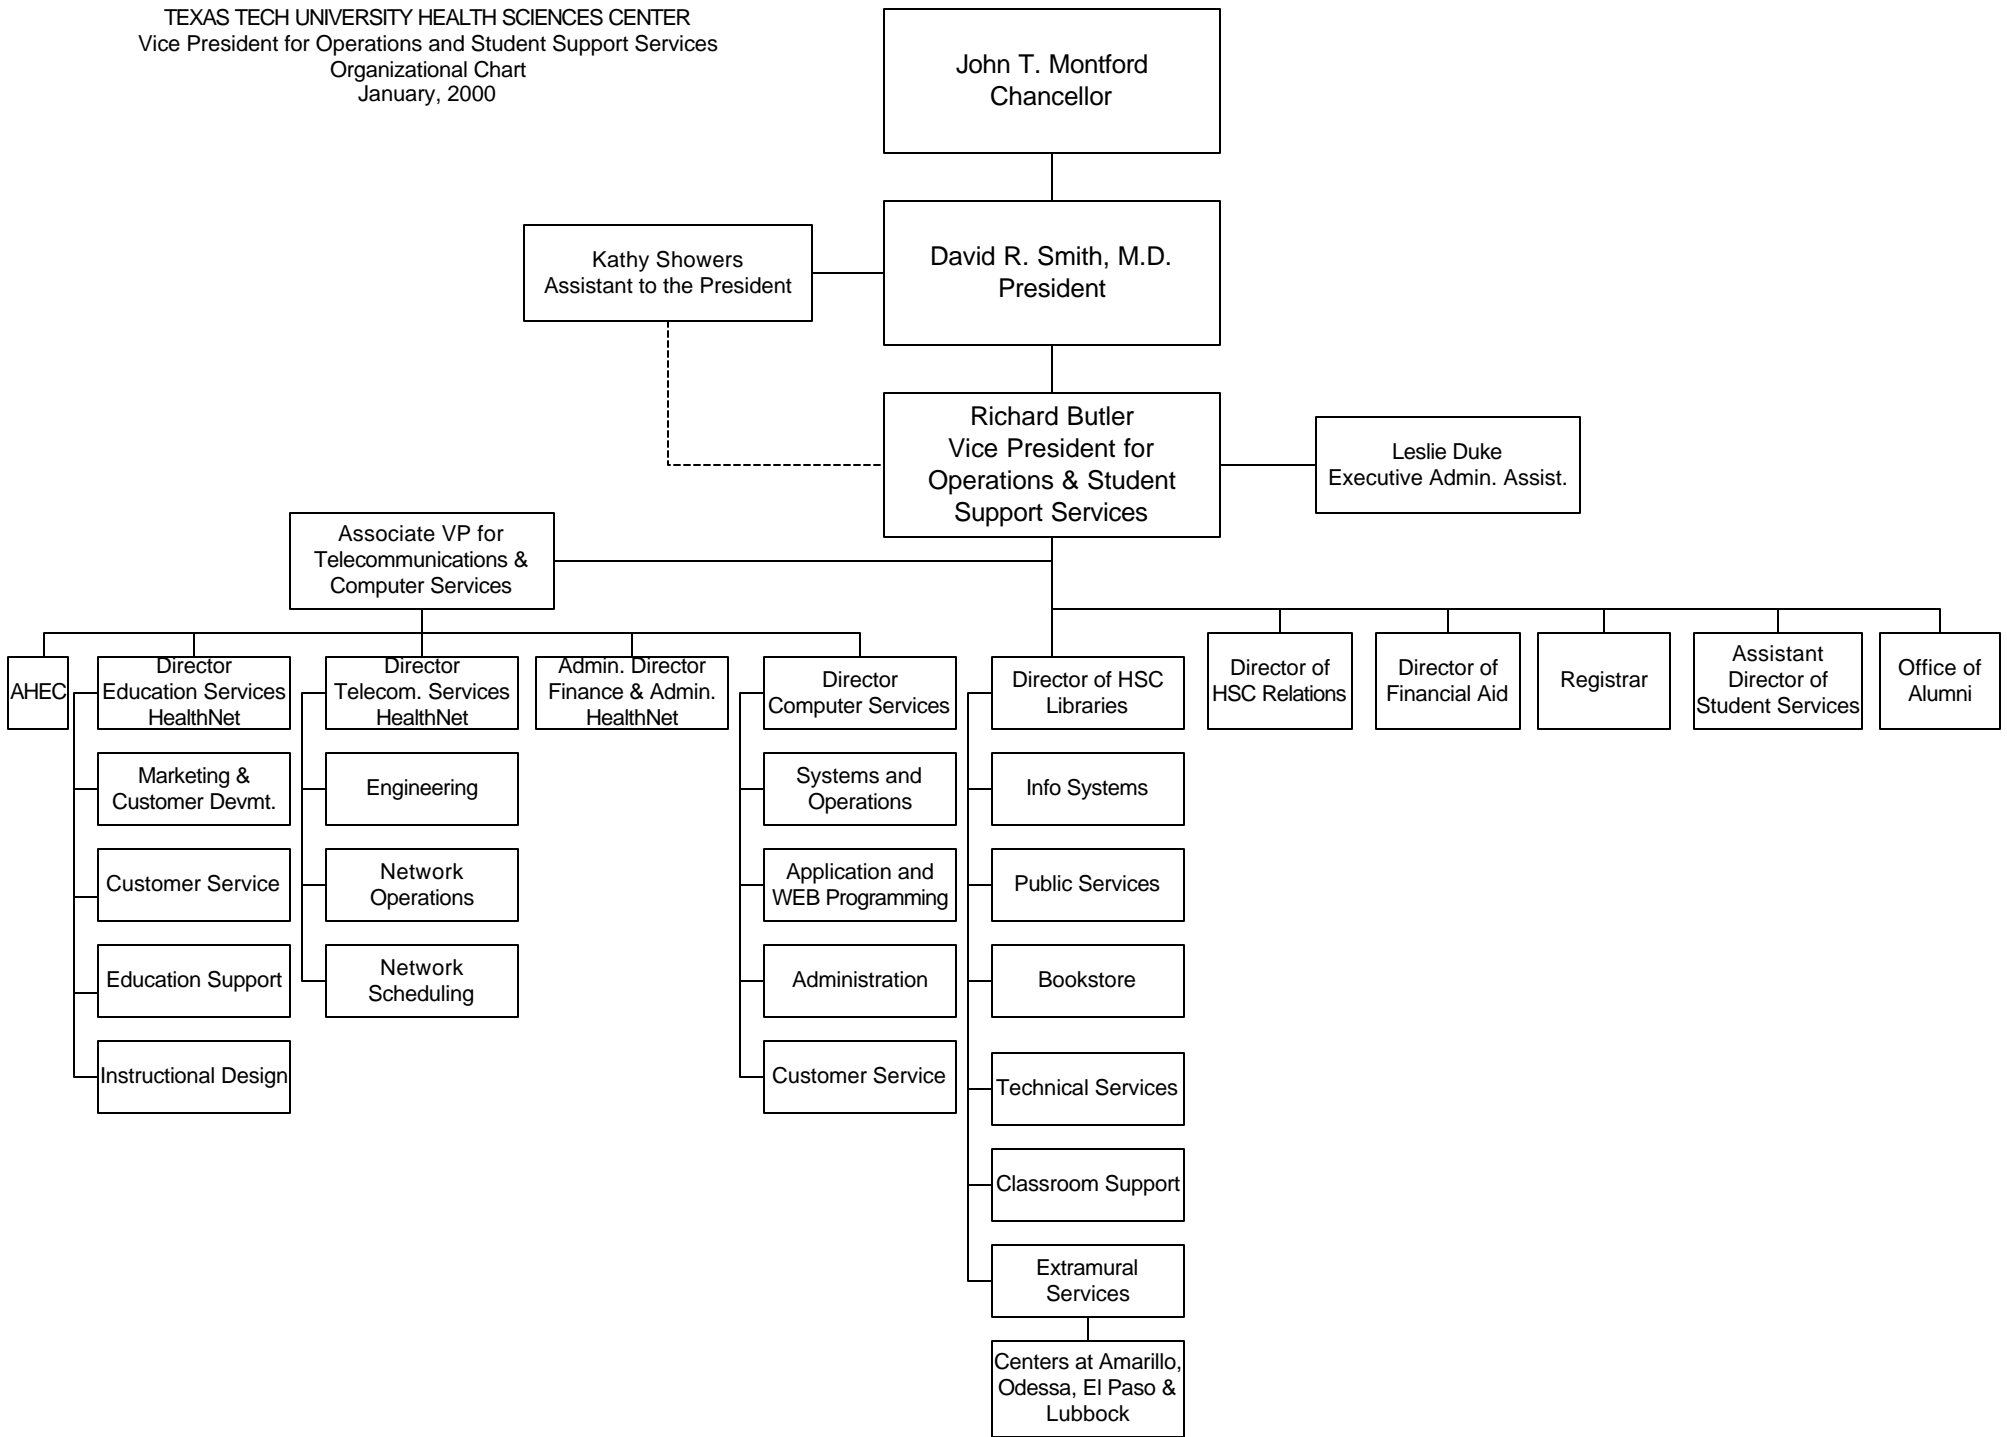 TEXAS TECH UNIVERSITY HEALTH SCIENCES CENTER
Vice President for Operations and Student Support Services
Organizational Chart
January, 2000
John T. Montford
Chancellor
David R. Smith, M.D.
President
Kathy Showers
Assistant to the President
Richard Butler
Vice President for
Operations & Student
Support Services
Leslie Duke
Executive Admin. Assist.
Associate VP for
Telecommunications &
Computer Services
AHEC
Director
Education Services
HealthNet
Marketing &
Customer Devmt.
Customer Service
Education Support
Instructional Design
Director
Telecom. Services
HealthNet
Engineering
Network
Operations
Network
Scheduling
Admin. Director
Finance & Admin.
HealthNet
Director
Computer Services
Systems and
Operations
Application and
WEB Programming
Administration
Customer Service
Director of HSC
Libraries
Info Systems
Public Services
Bookstore
Technical Services
Classroom Support
Extramural
Services
Centers at Amarillo,
Odessa, El Paso &
Lubbock
Director of
HSC Relations
Director of
Financial Aid
Registrar
Assistant
Director of
Student Services
Office of
Alumni